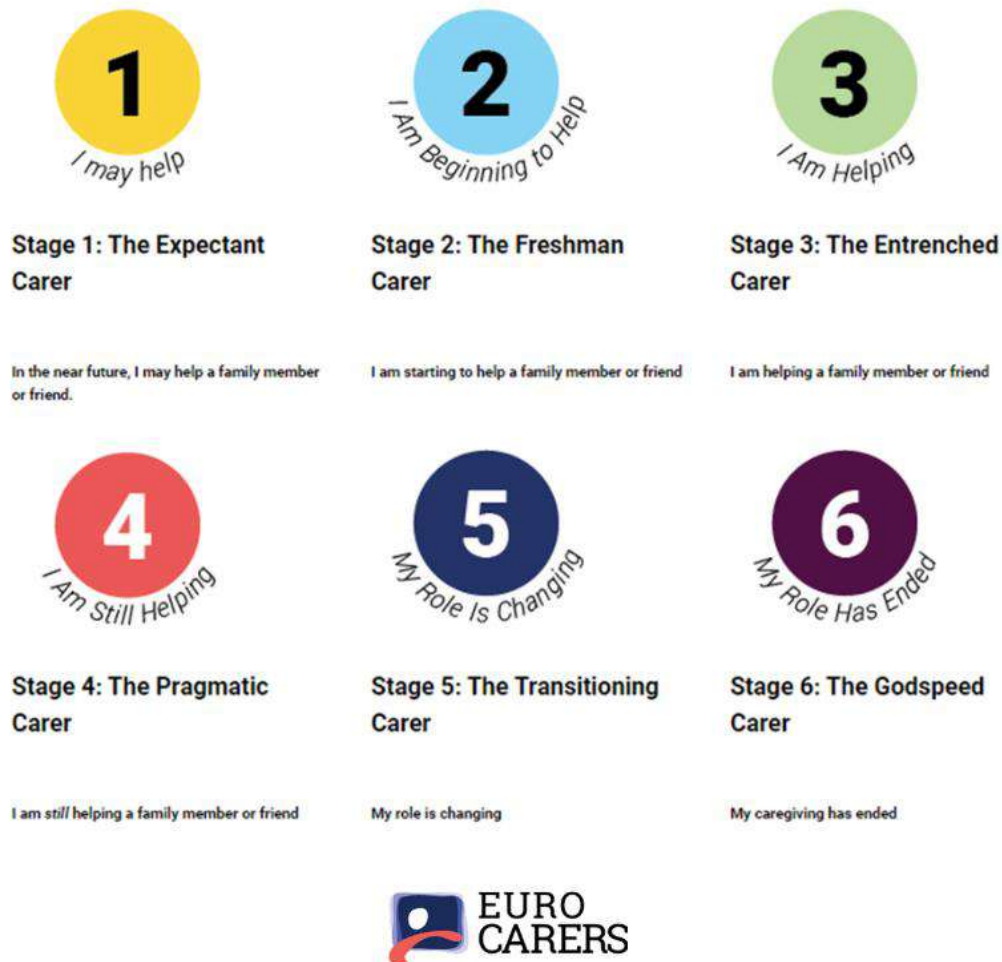 1
I may help
2
I Am Beginning to Help
3
I Am Helping
Stage 1: The Expectant
Carer
Stage 2: The Freshman
Carer
Stage 3: The Entrenched
Carer
In the near future, I may help a family member
or friend.
I am starting to help a family member or friend
I am helping a family member or friend
4
I Am Still Helping
5
My Role Is Changing
6
My Role Has Ended
Stage 4: The Pragmatic
Carer
Stage 5: The Transitioning
Carer
Stage 6: The Godspeed
Carer
I am still helping a family member or friend
My role is changing
My caregiving has ended
EURO
CARERS